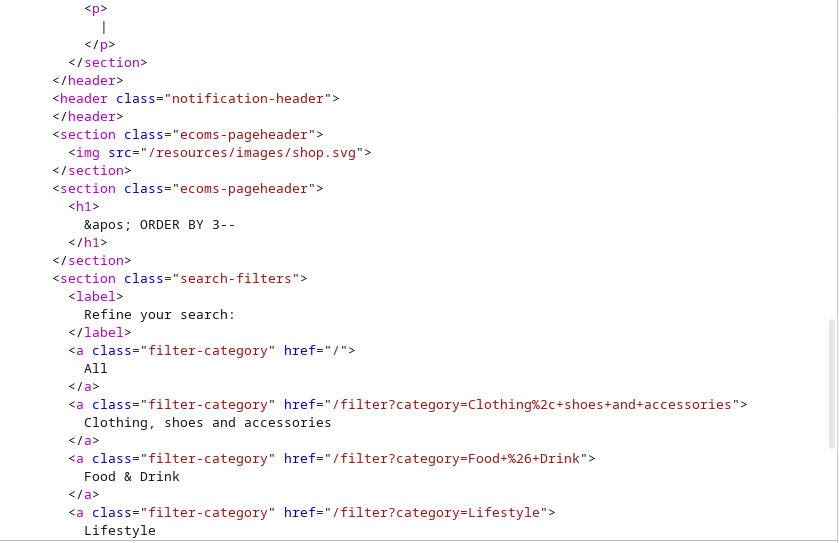 <p>
|
</p>
</section>
</header>
<header class="notification-header">
</header>
<section class="ecoms-pageheader">
<img src="/resources/images/shop.svg">
</section>
<section class="ecoms-pageheader">
<h1>
&apos; ORDER BY 3--
</h1>
</section>
<section class="search-filters">
<label>
Refine your search:
</label>
<a class="filter-category" href="/">
All
</a>
<a class="filter-category" href="/filter?category=Clothing%2c+shoes+and+accessories">
Clothing, shoes and accessories
</a>
<a class="filter-category" href="/filter?category=Food+%26+Drink">
Food & Drink
</a>
<a class="filter-category" href="/filter?category=Lifestyle">
Lifestyle